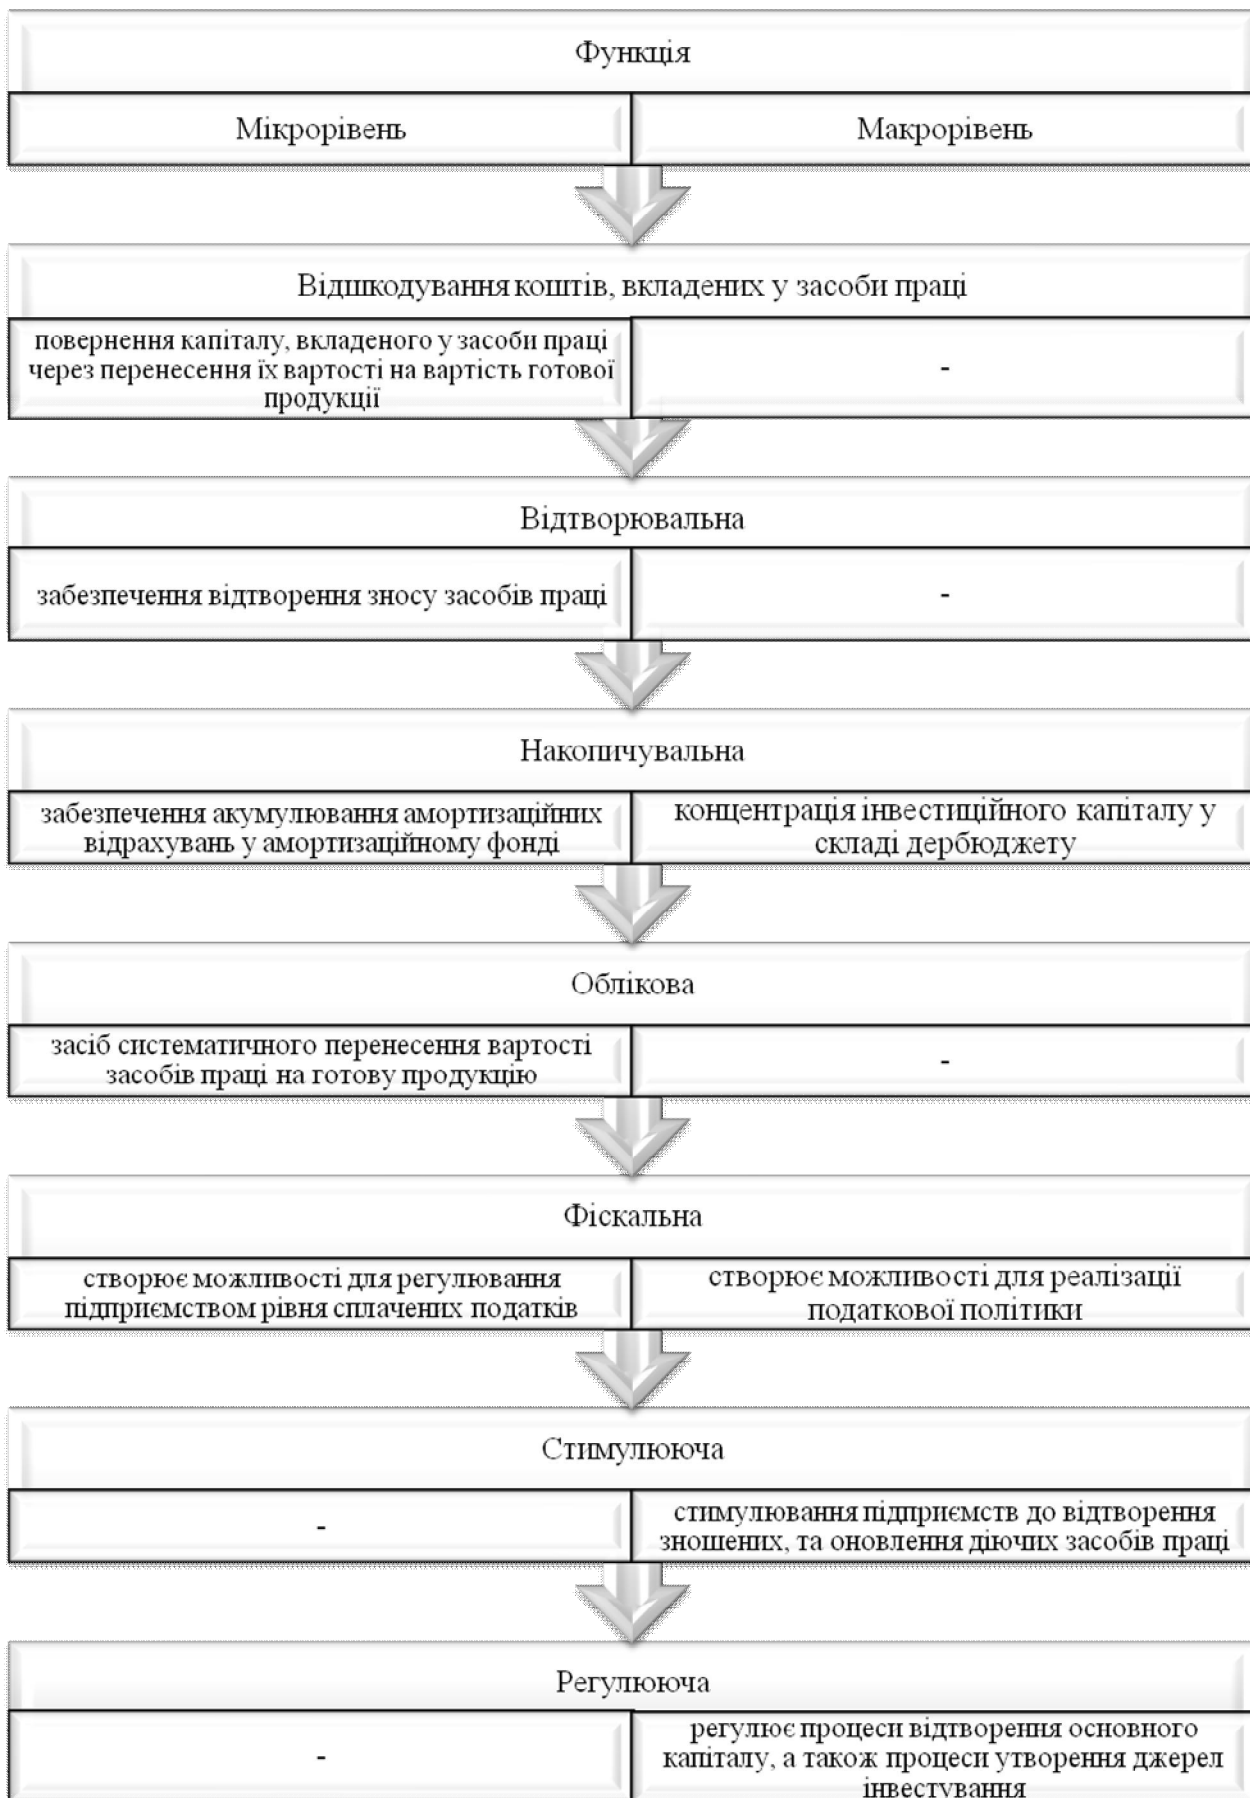 Функція
Мікрорівень
Макрорівень
Відшкодування коштів, вкладених у засоби праці
повернення капіталу, вкладеного у засоби праці
через перенесення їх вартості на вартість готової
продукції
-
Відтворювальна
забезпечення відтворення зносу засобів праці
-
Накопичувальна
забезпечення акумулювання амортизаційних
відрахувань у амортизаційному фонді
концентрація інвестиційного капіталу у
складі держбюджету
Облікова
засіб систематичного перенесення вартості
засобів праці на готову продукцію
-
Фіскальна
створює можливості для регулювання
підприємством рівня сплачених податків
створює можливості для реалізації
податкової політики
Стимулююча
-
стимулювання підприємств до відтворення
зношених, та оновлення діючих засобів праці
Регулююча
-
регулює процеси відтворення основного
капіталу, а також процеси утворення джерел
інвестування